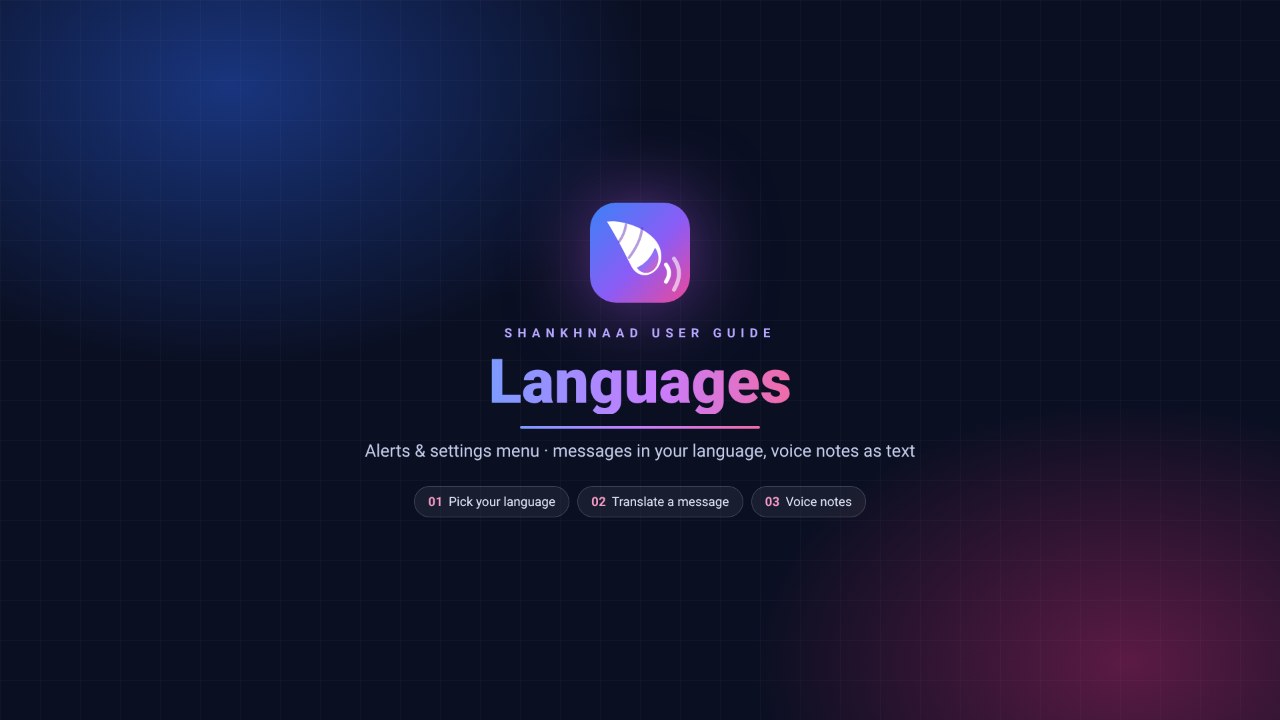 SHANKHNAAD USER GUIDE
Languages
Alerts & settings menu · messages in your language, voice notes as text
01 Pick your language 02 Translate a message 03 Voice notes